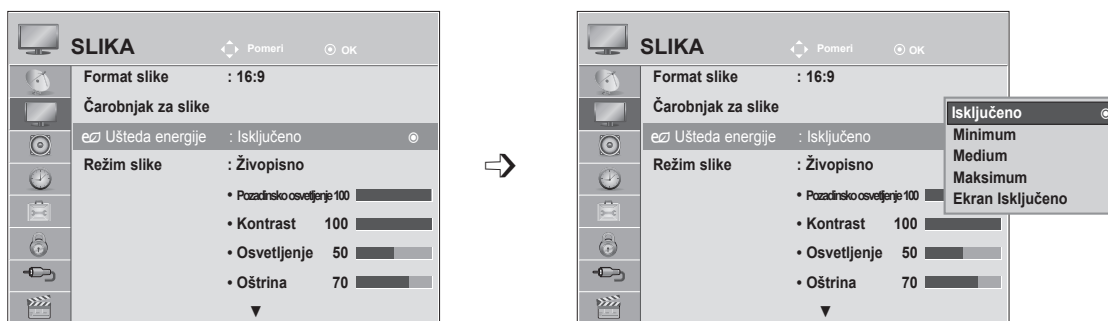 SLIKA Pomeri OK
Format slike : 16:9
Čarobnjak za slike
Ušteda energije : Isključeno
Režim slike : Živopisno
• Pozadinsko osvetljenje 100
• Kontrast 100
• Osvetljenje 50
• Oštrina 70
SLIKA Pomeri OK
Format slike : 16:9
Čarobnjak za slike
Ušteda energije : Isključeno
Režim slike : Živopisno
• Pozadinsko osvetljenje 100
• Kontrast 100
• Osvetljenje 50
• Oštrina 70
Isključeno
Minimum
Medium
Maksimum
Ekran Isključeno